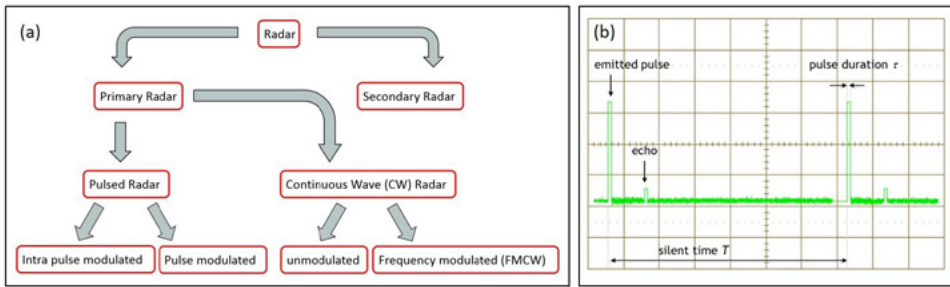 (a)
Radar
Primary Radar
Secondary Radar
Pulsed Radar
Continuous Wave (CW) Radar
Intra pulse modulated
Pulse modulated
unmodulated
Frequency modulated (FMCW)
(b)
emitted pulse
pulse duration τ
echo
silent time T